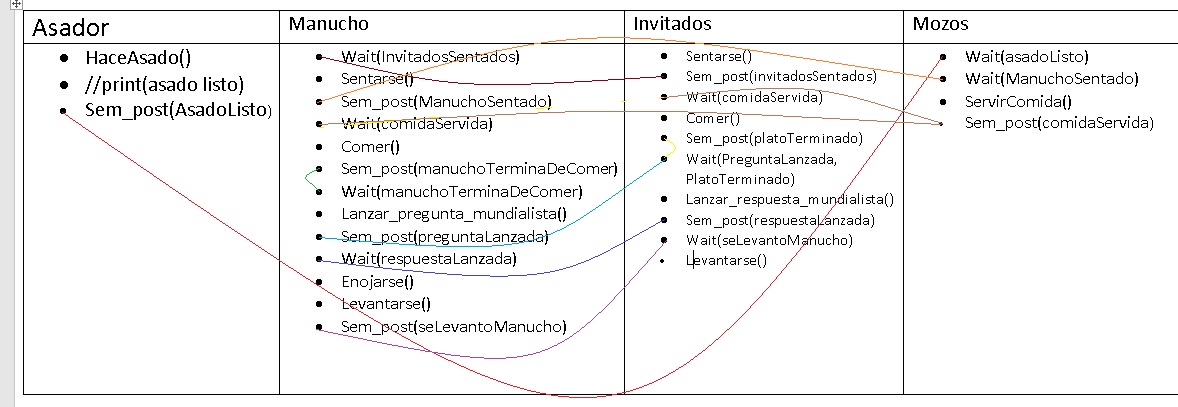 Asador
HaceAsado()
//print(asado listo)
Sem_post(AsadoListo)
Manucho
Wait(InvitadosSentados)
Sentarse()
Sem_post(ManuchoSentado)
Wait(comidaServida)
Comer()
Sem_post(manuchoTerminaDeComer)
Wait(manuchoTerminaDeComer)
Lanzar_pregunta_mundialista()
Sem_post(preguntaLanzada)
Wait(respuestaLanzada)
Enojarse()
Levantarse()
Sem_post(seLevantoManucho)
Invitados
Sentarse()
Sem_post(invitadosSentados)
Wait(comidaServida)
Comer()
Sem_post(platoTerminado)
Wait(PreguntaLanzada,
PlatoTerminado)
Lanzar_respuesta_mundialista()
Sem_post(respuestaLanzada)
Wait(seLevantoManucho)
Levantarse()
Mozos
Wait(asadoListo)
Wait(ManuchoSentado)
ServirComida()
Sem_post(comidaServida)